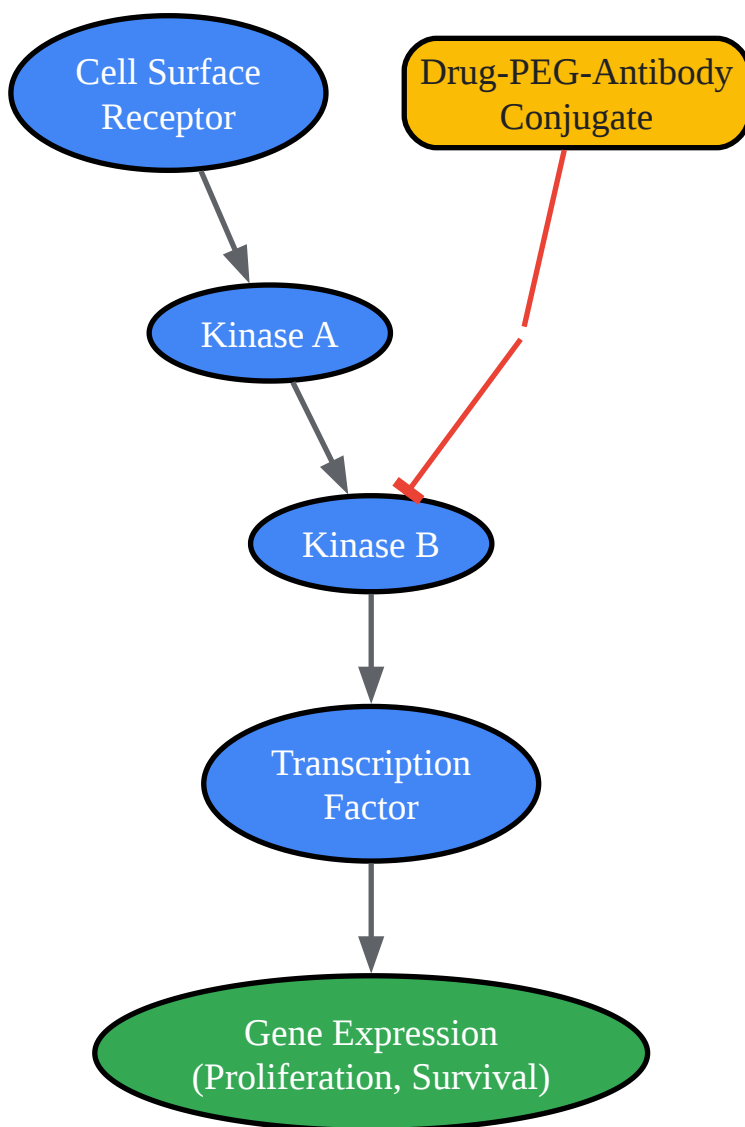 Cell Surface
Receptor
Drug-PEG-Antibody
Conjugate
Kinase A
Kinase B
Transcription
Factor
Gene Expression
(Proliferation, Survival)